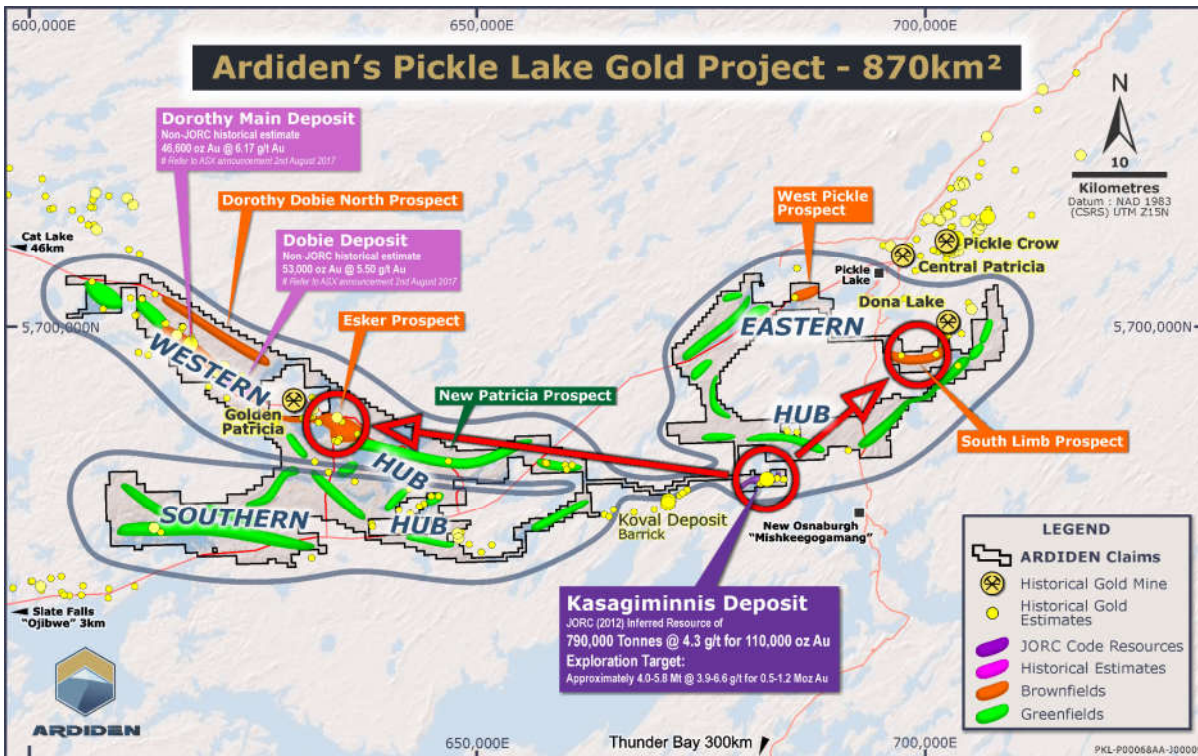 600,000E
650,000E
700,000E
Ardiden's Pickle Lake Gold Project - 870km²
N
10
Kilometres
Datum : NAD 1983
(CSRS) UTM Z15N
Dorothy Main Deposit
Non-JORC historical estimate
46,600 oz Au @ 6.17 g/t Au
# Refer to ASX announcement 2nd August 2017
Dorothy Dobie North Prospect
Dobie Deposit
Non-JORC historical estimate
53,000 oz Au @ 5.50 g/t Au
# Refer to ASX announcement 2nd August 2017
Esker Prospect
New Patricia Prospect
West Pickle
Prospect
Pickle Crow
Central Patricia
Pickle
Lake
Dona Lake
Cat Lake
46km
5,700,000N
5,700,000N
WESTERN
HUB
EASTERN
HUB
Golden
Patricia
South Limb Prospect
SOUTHERN
HUB
Koval Deposit
Barrick
New Osnaburgh
"Mishkeegogamang"
Slate Falls
"Ojibwe" 3km
Kasagiminnis Deposit
JORC (2012) Inferred Resource of
790,000 Tonnes @ 4.3 g/t for 110,000 oz Au
Exploration Target:
Approximately 4.0-5.8 Mt @ 3.9-6.6 g/t for 0.5-1.2 Moz Au
LEGEND
ARDIDEN Claims
Historical Gold Mine
Historical Gold
Estimates
JORC Code Resources
Historical Estimates
Brownfields
Greenfields
ARDIDEN
650,000E
Thunder Bay 300km
700,000E